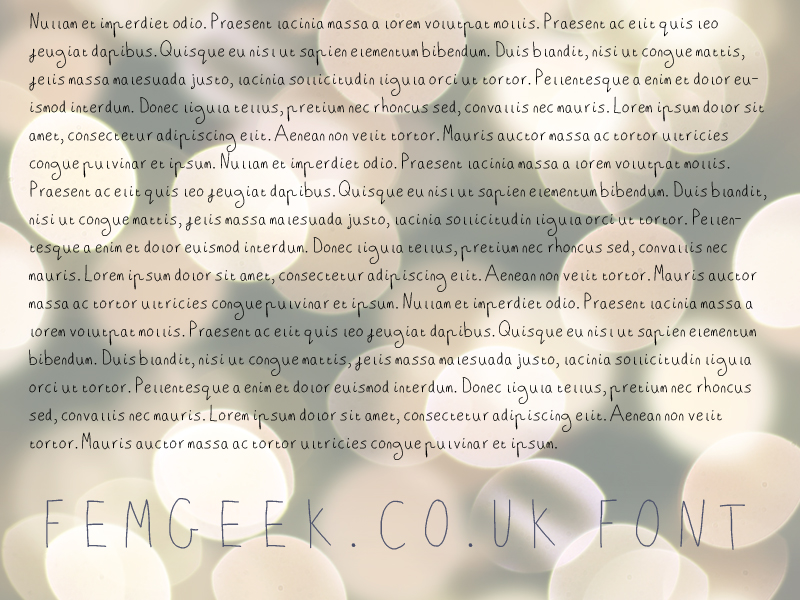 Nullam et imperdiet odio. Praesent lacinia massa a lorem volutpat mollis. Praesent ac elit quis leo
feugiat dapibus. Quisque eu nisl ut sapien elementum bibendum. Duis blandit, nisi ut congue mattis,
felis massa malesuada justo, lacinia sollicitudin ligula orci ut tortor. Pellentesque a enim et dolor eu-
ismod interdum. Donec ligula tellus, pretium nec rhoncus sed, convallis nec mauris. Lorem ipsum dolor sit
amet, consectetur adipiscing elit. Aenean non velit tortor. Mauris auctor massa ac tortor ultricies
congue pulvinar et ipsum. Nullam et imperdiet odio. Praesent lacinia massa a lorem volutpat mollis.
Praesent ac elit quis leo feugiat dapibus. Quisque eu nisl ut sapien elementum bibendum. Duis blandit,
nisi ut congue mattis, felis massa malesuada justo, lacinia sollicitudin ligula orci ut tortor. Pellen-
tesque a enim et dolor euismod interdum. Donec ligula tellus, pretium nec rhoncus sed, convallis nec
mauris. Lorem ipsum dolor sit amet, consectetur adipiscing elit. Aenean non velit tortor. Mauris auctor
massa ac tortor ultricies congue pulvinar et ipsum. Nullam et imperdiet odio. Praesent lacinia massa a
lorem volutpat mollis. Praesent ac elit quis leo feugiat dapibus. Quisque eu nisl ut sapien elementum
bibendum. Duis blandit, nisi ut congue mattis, felis massa malesuada justo, lacinia sollicitudin ligula
orci ut tortor. Pellentesque a enim et dolor euismod interdum. Donec ligula tellus, pretium nec rhoncus
sed, convallis nec mauris. Lorem ipsum dolor sit amet, consectetur adipiscing elit. Aenean non velit
tortor. Mauris auctor massa ac tortor ultricies congue pulvinar et ipsum.
FEMGEEK.CO.UK FONT